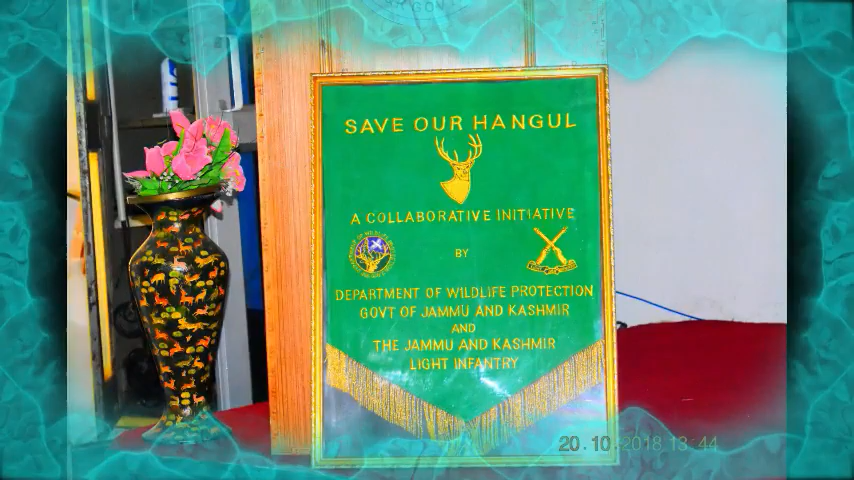 SAVE OUR HANGUL
A COLLABORATIVE INITIATIVE
BY
DEPARTMENT OF WILDLIFE PROTECTION
GOVT OF JAMMU AND KASHMIR
AND
THE JAMMU AND KASHMIR
LIGHT INFANTRY
20.10.2018 13:44